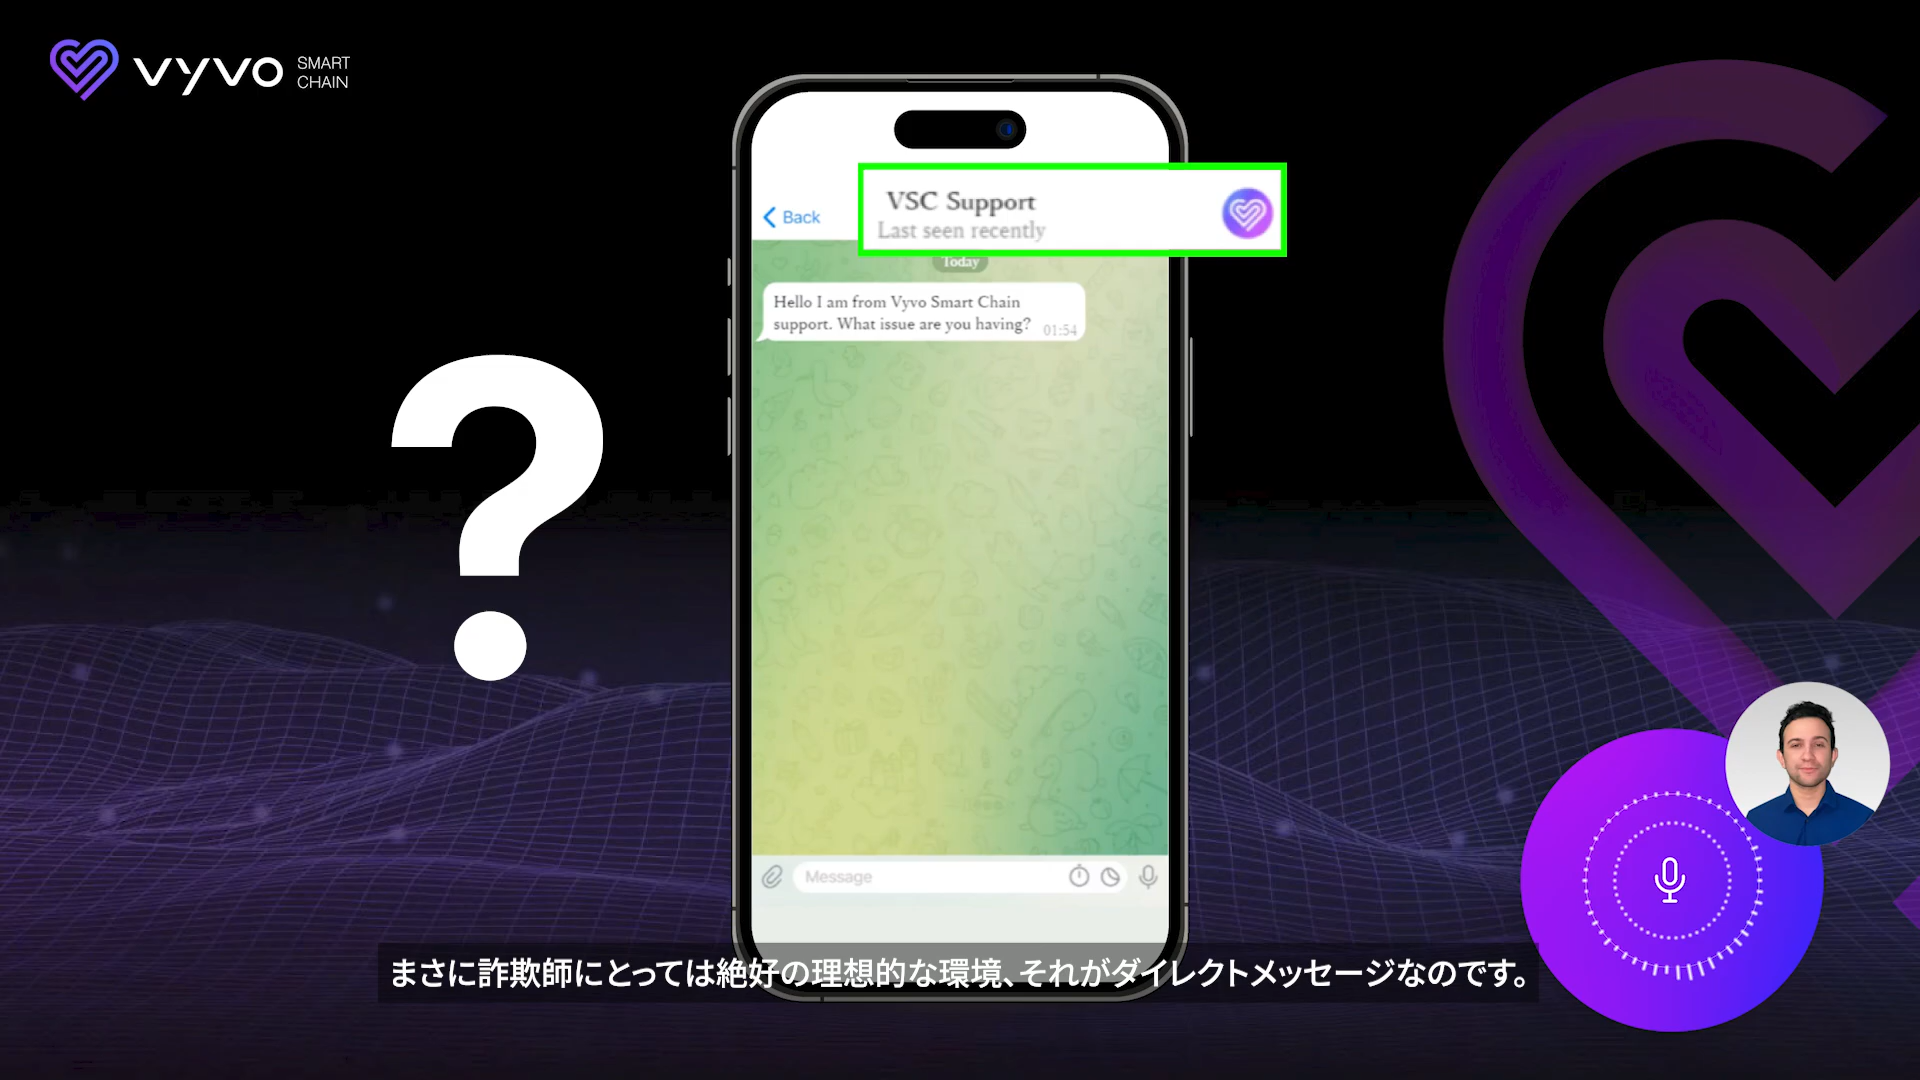 vyvo SMART CHAIN
Back
VSC Support
Last seen recently
Today
Hello I am from Vyvo Smart Chain
support. What issue are you having? 01:54
?
Message
まさに詐欺師にとっては絶好の理想的な環境、それがダイレクトメッセージなのです。